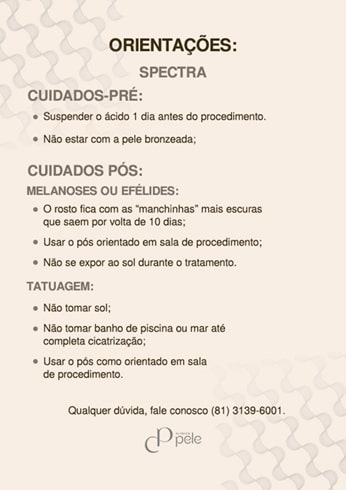 ORIENTAÇÕES:
SPECTRA
CUIDADOS-PRÉ:
• Suspender o ácido 1 dia antes do procedimento.
• Não estar com a pele bronzeada;
CUIDADOS PÓS:
MELANOSES OU EFÉLIDES:
• O rosto fica com as “manchinhas” mais escuras
que saem por volta de 10 dias;
• Usar o pós orientado em sala de procedimento;
• Não se expor ao sol durante o tratamento.
TATUAGEM:
• Não tomar sol;
• Não tomar banho de piscina ou mar até
completa cicatrização;
• Usar o pós como orientado em sala
de procedimento.
Qualquer dúvida, fale conosco (81) 3139-6001.
pele